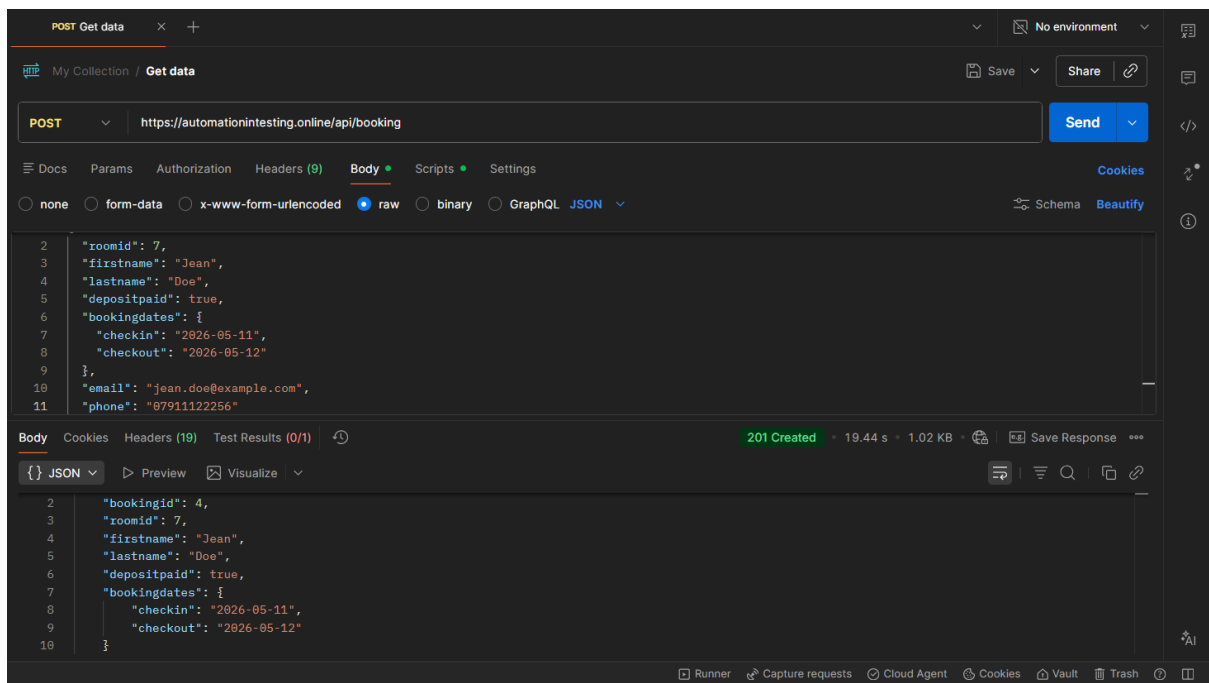 POST Get data
No environment
HTTP My Collection / Get data
Save Share
POST https://automationintesting.online/api/booking Send
Docs Params Authorization Headers (9) Body Scripts Settings Cookies
none form-data x-www-form-urlencoded raw binary GraphQL JSON Schema Beautify
2 "roomid": 7,
3 "firstname": "Jean",
4 "lastname": "Doe",
5 "depositpaid": true,
6 "bookingdates": {
7 "checkin": "2026-05-11",
8 "checkout": "2026-05-12"
9 },
10 "email": "jean.doe@example.com",
11 "phone": "07911122256"
Body Cookies Headers (19) Test Results (0/1) 201 Created • 19.44 s • 1.02 KB • e.g. Save Response
{} JSON Preview Visualize
2 "bookingid": 4,
3 "roomid": 7,
4 "firstname": "Jean",
5 "lastname": "Doe",
6 "depositpaid": true,
7 "bookingdates": {
8 "checkin": "2026-05-11",
9 "checkout": "2026-05-12"
10 }
AI
Runner Capture requests Cloud Agent Cookies Vault Trash